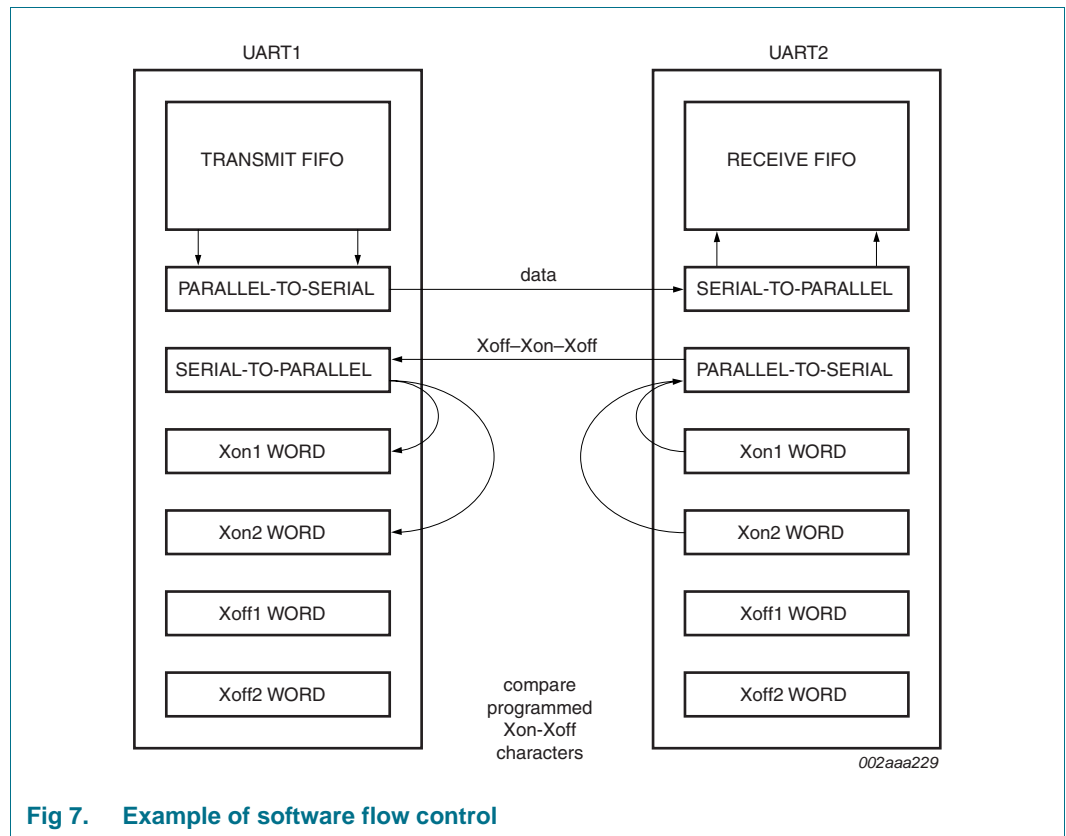 UART1
UART2
TRANSMIT FIFO
RECEIVE FIFO
PARALLEL-TO-SERIAL
data
SERIAL-TO-PARALLEL
Xoff–Xon–Xoff
SERIAL-TO-PARALLEL
PARALLEL-TO-SERIAL
Xon1 WORD
Xon1 WORD
Xon2 WORD
Xon2 WORD
Xoff1 WORD
Xoff1 WORD
Xoff2 WORD
Xoff2 WORD
compare
programmed
Xon-Xoff
characters
002aaa229
Fig 7. Example of software flow control